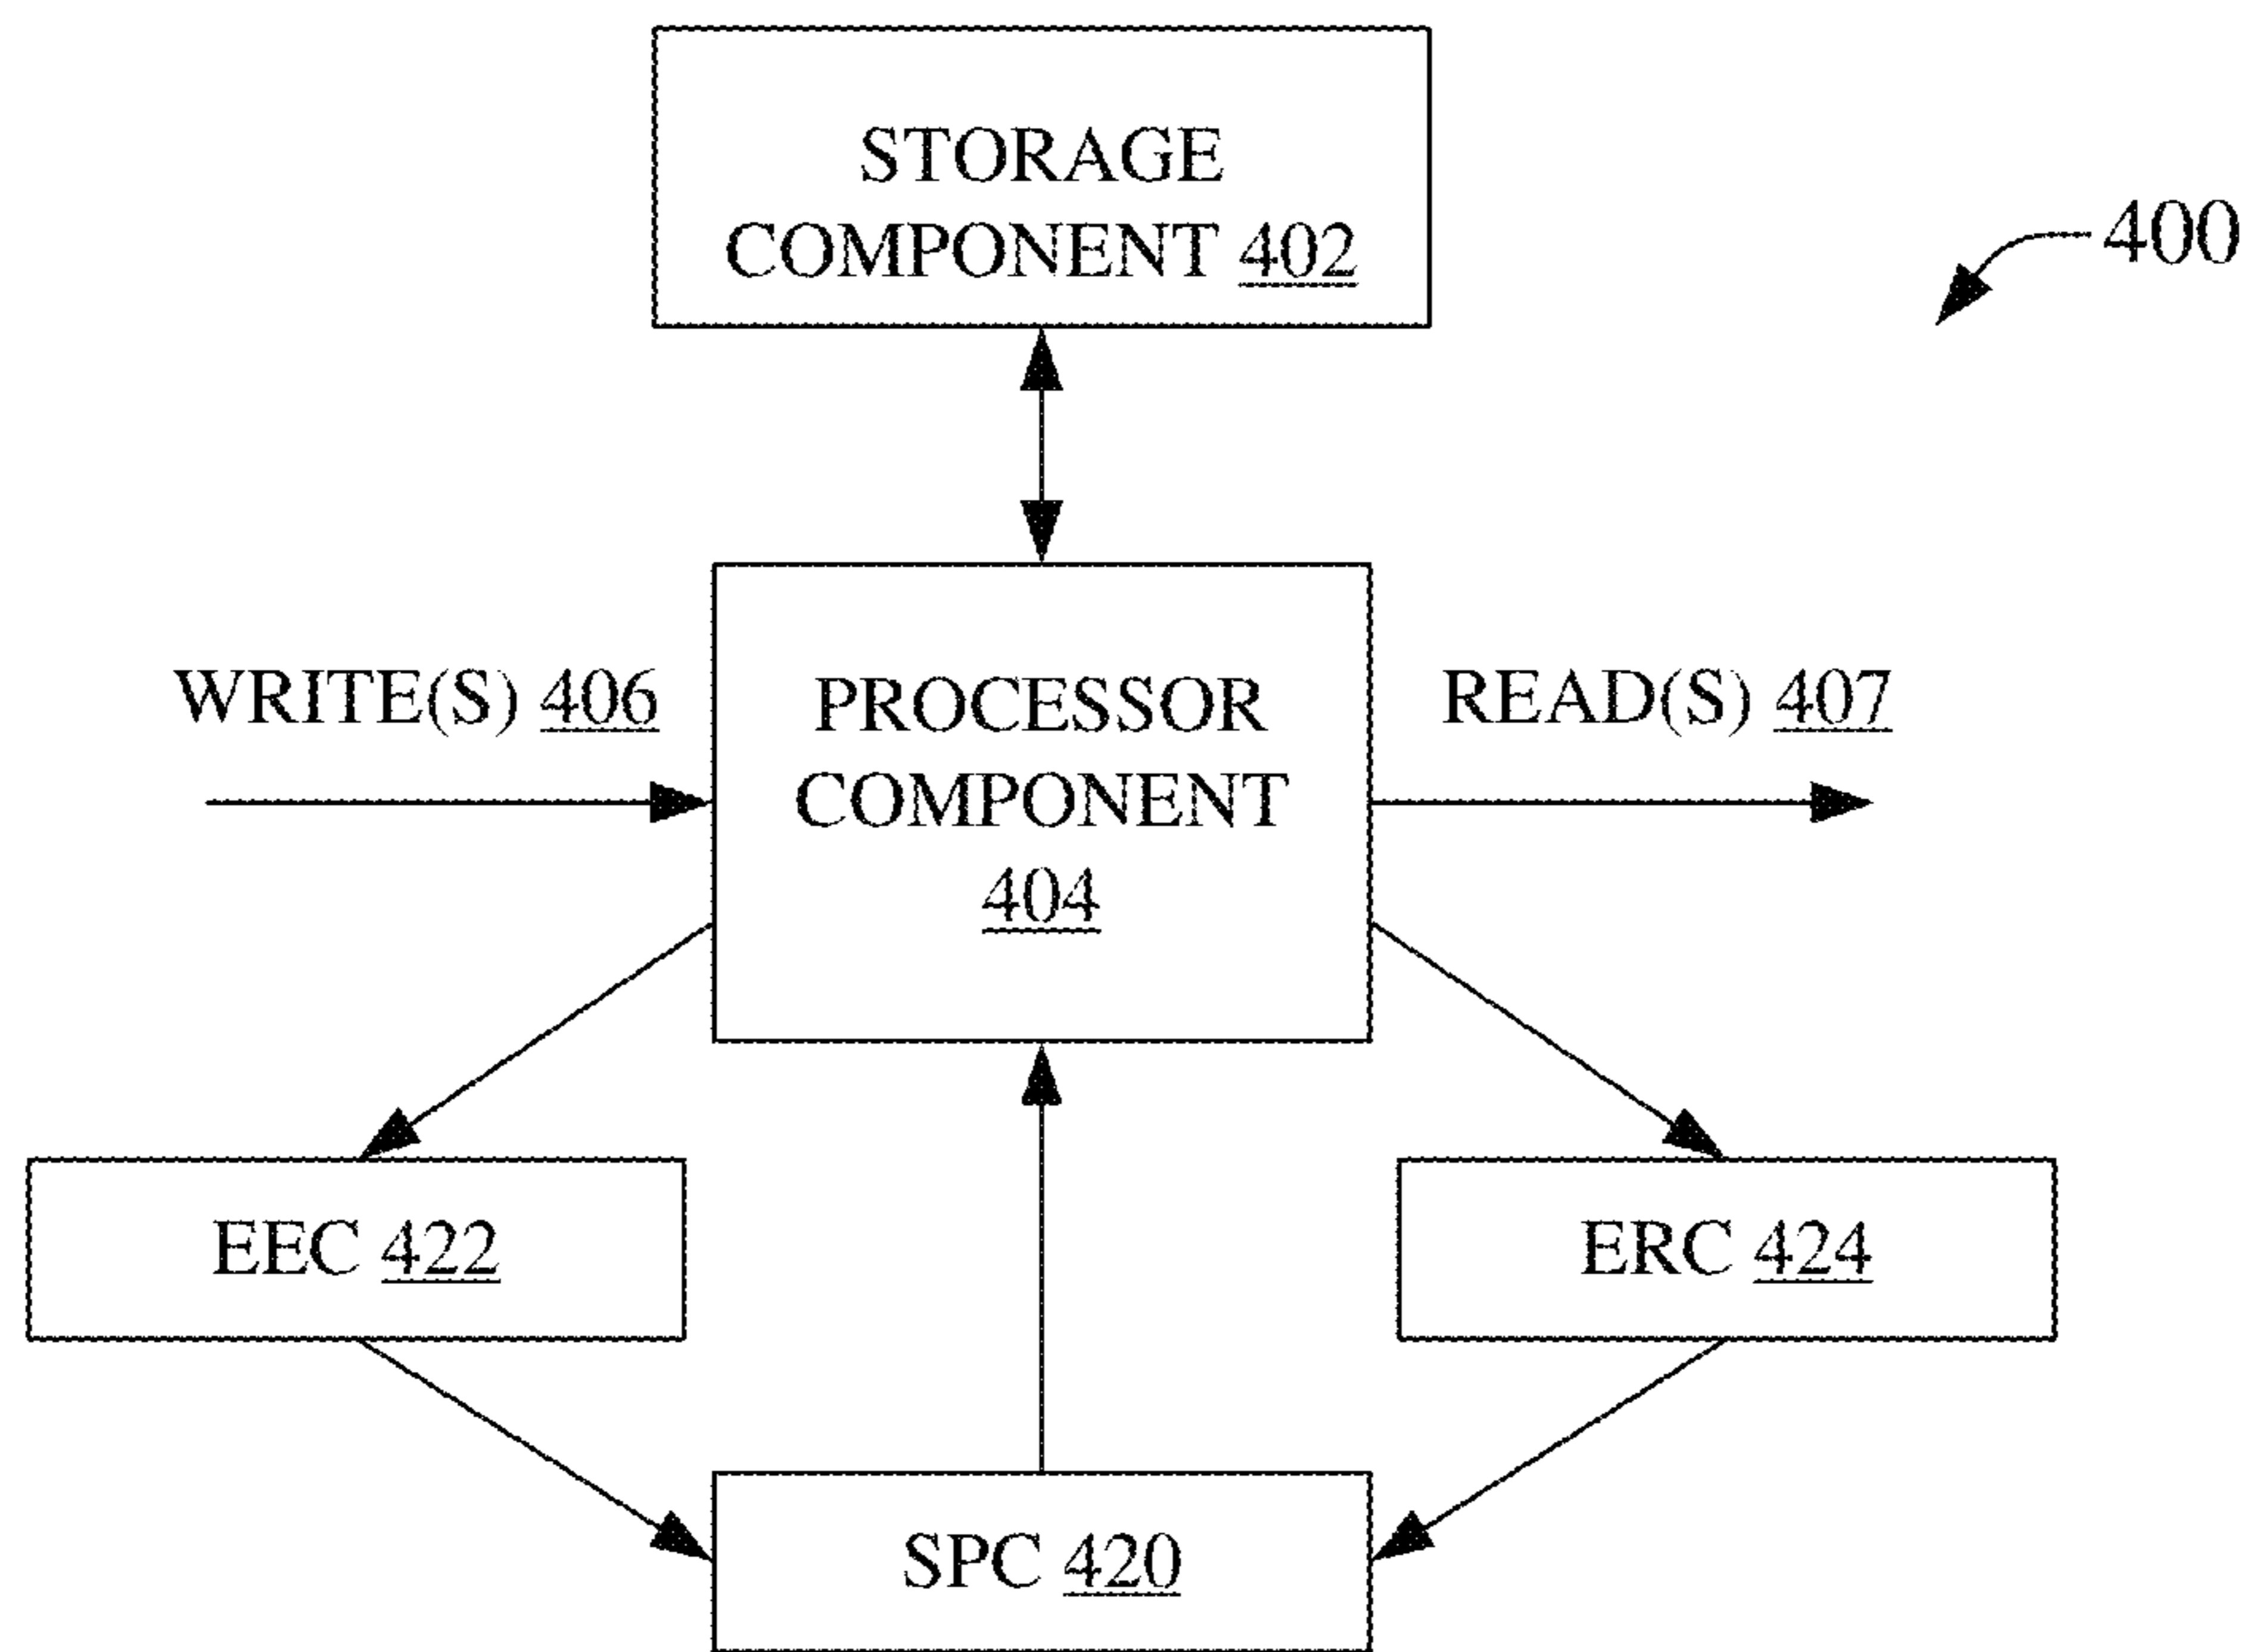 STORAGE
COMPONENT 402
400
WRITE(S) 406
PROCESSOR
COMPONENT
404
READ(S) 407
EEC 422
ERC 424
SPC 420